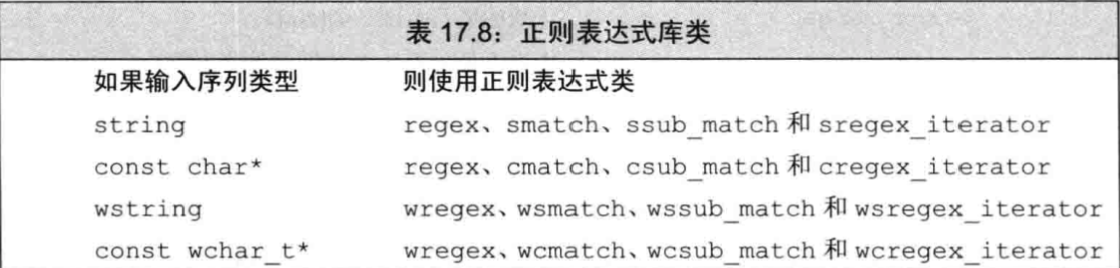 表 17.8：正则表达式库类
如果输入序列类型 则使用正则表达式类
string regex、smatch、ssub_match 和 sregex_iterator
const char* regex、cmatch、csub_match 和 cregex_iterator
wstring wregex、wsmatch、wssub_match 和 wsregex_iterator
const wchar_t* wregex、wcmatch、wcsub_match 和 wcregex_iterator